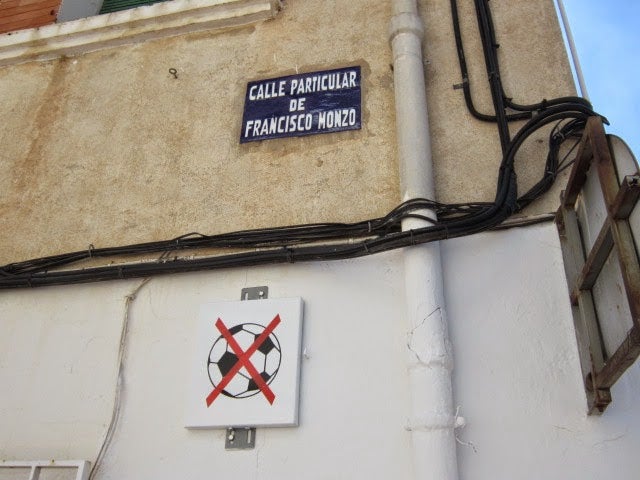 CALLE PARTICULAR
DE
FRANCISCO MONZO